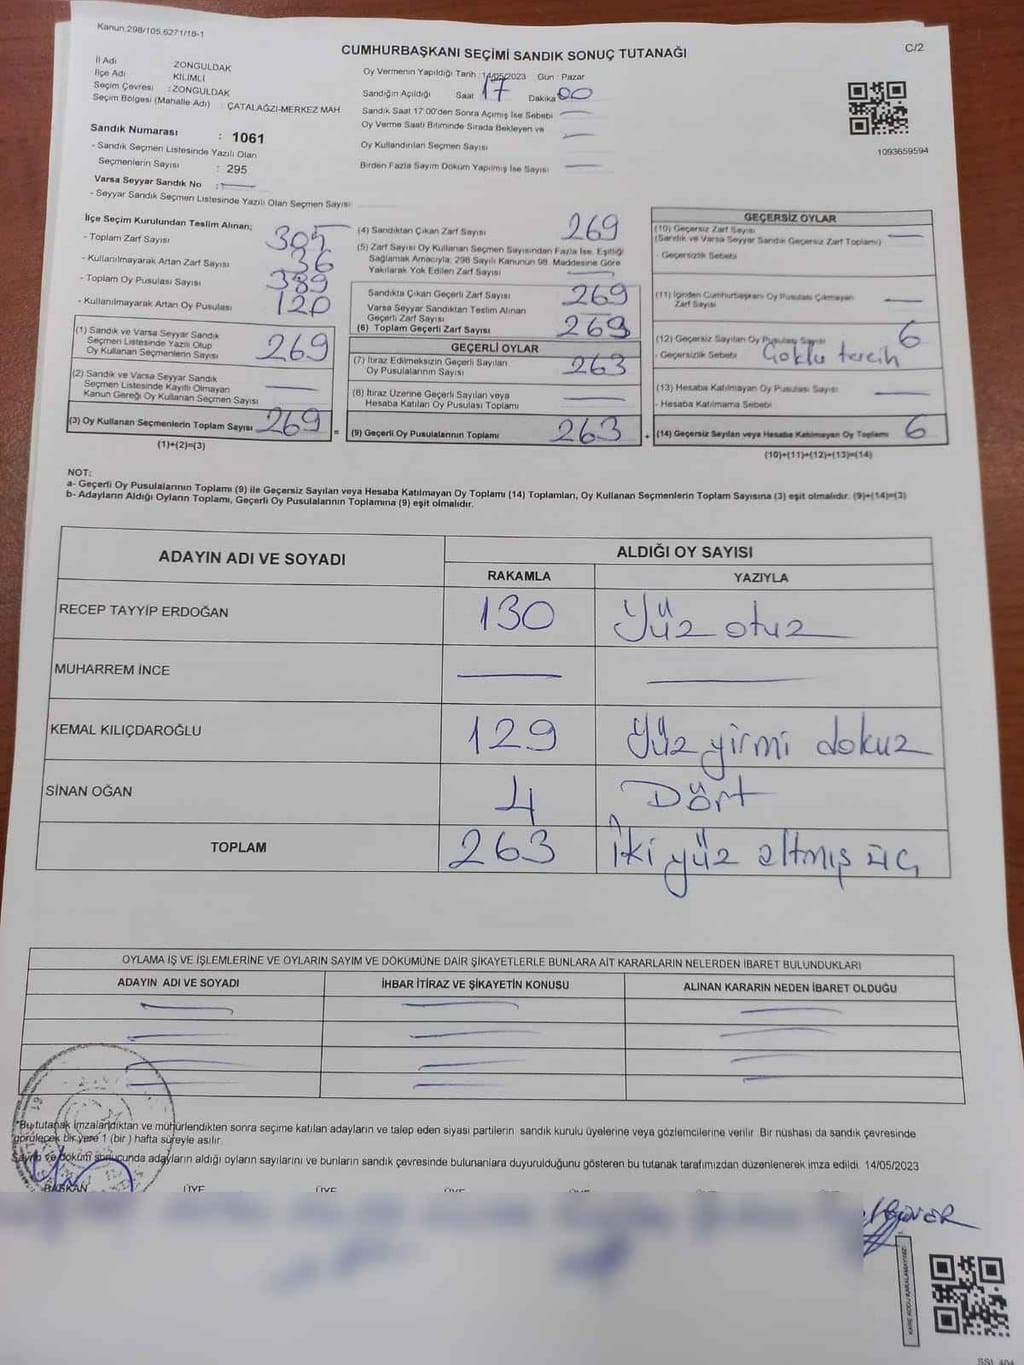 Kanun 298/105,6271/18-1
CUMHURBAŞKANI SEÇİMİ SANDIK SONUÇ TUTANAĞI
C/2
İl Adı ZONGULDAK
İlçe Adı KİLİMLİ
Seçim Çevresi : ZONGULDAK
Seçim Bölgesi (Mahalle Adı) : ÇATALAĞZI-MERKEZ MAH
Sandık Numarası : 1061
- Sandık Seçmen Listesinde Yazılı Olan
Seçmenlerin Sayısı : 295
Varsa Seyyar Sandık No :
- Seyyar Sandık Seçmen Listesinde Yazılı Olan Seçmen Sayısı
Oy Vermenin Yapıldığı Tarih : 14/05/2023 Gün : Pazar
Sandığın Açıldığı Saat 17 Dakika 00
Sandık Saat 17:00'den Sonra Açılmış İse Sebebi
Oy Verme Saati Bitiminde Sırada Bekleyen ve
Oy Kullandırılan Seçmen Sayısı
Birden Fazla Sayım Döküm Yapılmış İse Sayısı
1093659594
İlçe Seçim Kurulundan Teslim Alınan;
- Toplam Zarf Sayısı 305
- Kullanılmayarak Artan Zarf Sayısı 36
- Toplam Oy Pusulası Sayısı 389
- Kullanılmayarak Artan Oy Pusulası 120
(1) Sandık ve Varsa Seyyar Sandık
Seçmen Listesinde Yazılı Olup
Oy Kullanan Seçmenlerin Sayısı 269
(2) Sandık ve Varsa Seyyar Sandık
Seçmen Listesinde Kayıtlı Olmayan
Kanun Gereği Oy Kullanan Seçmen Sayısı
(3) Oy Kullanan Seçmenlerin Toplam Sayısı 269 =
(1)+(2)=(3)
(4) Sandıktan Çıkan Zarf Sayısı 269
(5) Zarf Sayısı Oy Kullanan Seçmen Sayısından Fazla İse, Eşitliği
Sağlamak Amacıyla, 298 Sayılı Kanunun 98. Maddesine Göre
Yakılarak Yok Edilen Zarf Sayısı
Sandıkta Çıkan Geçerli Zarf Sayısı 269
Varsa Seyyar Sandıktan Teslim Alınan
Geçerli Zarf Sayısı
(6) Toplam Geçerli Zarf Sayısı 269
GEÇERLİ OYLAR
(7) İtiraz Edilmeksizin Geçerli Sayılan
Oy Pusulalarının Sayısı 263
(8) İtiraz Üzerine Geçerli Sayılan veya
Hesaba Katılan Oy Pusulası Toplamı
(9) Geçerli Oy Pusulalarının Toplamı 263 +
GEÇERSİZ OYLAR
(10) Geçersiz Zarf Sayısı
(Sandık ve Varsa Seyyar Sandık Geçersiz Zarf Toplamı)
- Geçersizlik Sebebi
(11) İçinden Cumhurbaşkanı Oy Pusulası Çıkmayan
Zarf Sayısı
(12) Geçersiz Sayılan Oy Pusulası Sayısı 6
- Geçersizlik Sebebi Çoklu tercih
(13) Hesaba Katılmayan Oy Pusulası Sayısı
- Hesaba Katılmama Sebebi
(14) Geçersiz Sayılan veya Hesaba Katılmayan Oy Toplamı 6
(10)+(11)+(12)+(13)=(14)
NOT:
a- Geçerli Oy Pusulalarının Toplamı (9) ile Geçersiz Sayılan veya Hesaba Katılmayan Oy Toplamı (14) Toplamları, Oy Kullanan Seçmenlerin Toplam Sayısına (3) eşit olmalıdır. (9)+(14)=(3)
b- Adayların Aldığı Oyların Toplamı, Geçerli Oy Pusulalarının Toplamına (9) eşit olmalıdır.
ADAYIN ADI VE SOYADI ALDIĞI OY SAYISI
RAKAMLA YAZIYLA
RECEP TAYYİP ERDOĞAN 130 Yüz otuz
MUHARREM İNCE
KEMAL KILIÇDAROĞLU 129 Yüz yirmi dokuz
SİNAN OĞAN 4 Dört
TOPLAM 263 İki yüz altmış üç
OYLAMA İŞ VE İŞLEMLERİNE VE OYLARIN SAYIM VE DÖKÜMÜNE DAİR ŞİKAYETLERLE BUNLARA AİT KARARLARIN NELERDEN İBARET BULUNDUKLARI
ADAYIN ADI VE SOYADI İHBAR İTİRAZ VE ŞİKAYETİN KONUSU ALINAN KARARIN NEDEN İBARET OLDUĞU
*Bu tutanak imzalandıktan ve mühürlendikten sonra seçime katılan adayların ve talep eden siyasi partilerin sandık kurulu üyelerine veya gözlemcilerine verilir. Bir nüshası da sandık çevresinde
görülecek bir yere 1 (bir) hafta süreyle asılır.
Sayım ve döküm sonucunda adayların aldığı oyların sayılarını ve bunların sandık çevresinde bulunanlara duyurulduğunu gösteren bu tutanak tarafımızdan düzenlenerek imza edildi. 14/05/2023
BAŞKAN ÜYE ÜYE ÜYE ÜYE ÜYE ÜYE